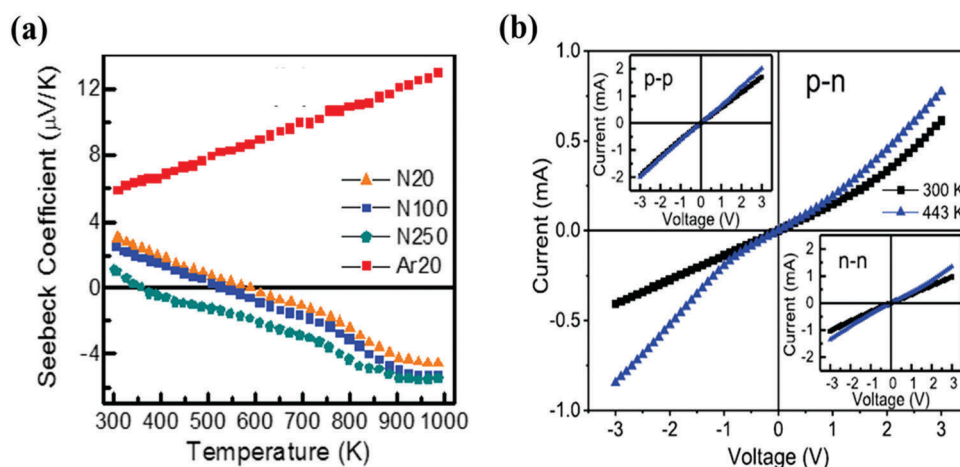 (a)
Seebeck Coefficient (μV/K)
12
8
4
0
-4
N20
N100
N250
Ar20
300 400 500 600 700 800 900 1000
Temperature (K)
(b)
Current (mA)
1.0
0.5
0.0
-0.5
-1.0
p-n
300 K
443 K
-3 -2 -1 0 1 2 3
Voltage (V)
p-p
Current (mA)
2
1
0
-1
-2
-3 -2 -1 0 1 2 3
Voltage (V)
n-n
Current (mA)
2
1
0
-1
-2
-3 -2 -1 0 1 2 3
Voltage (V)